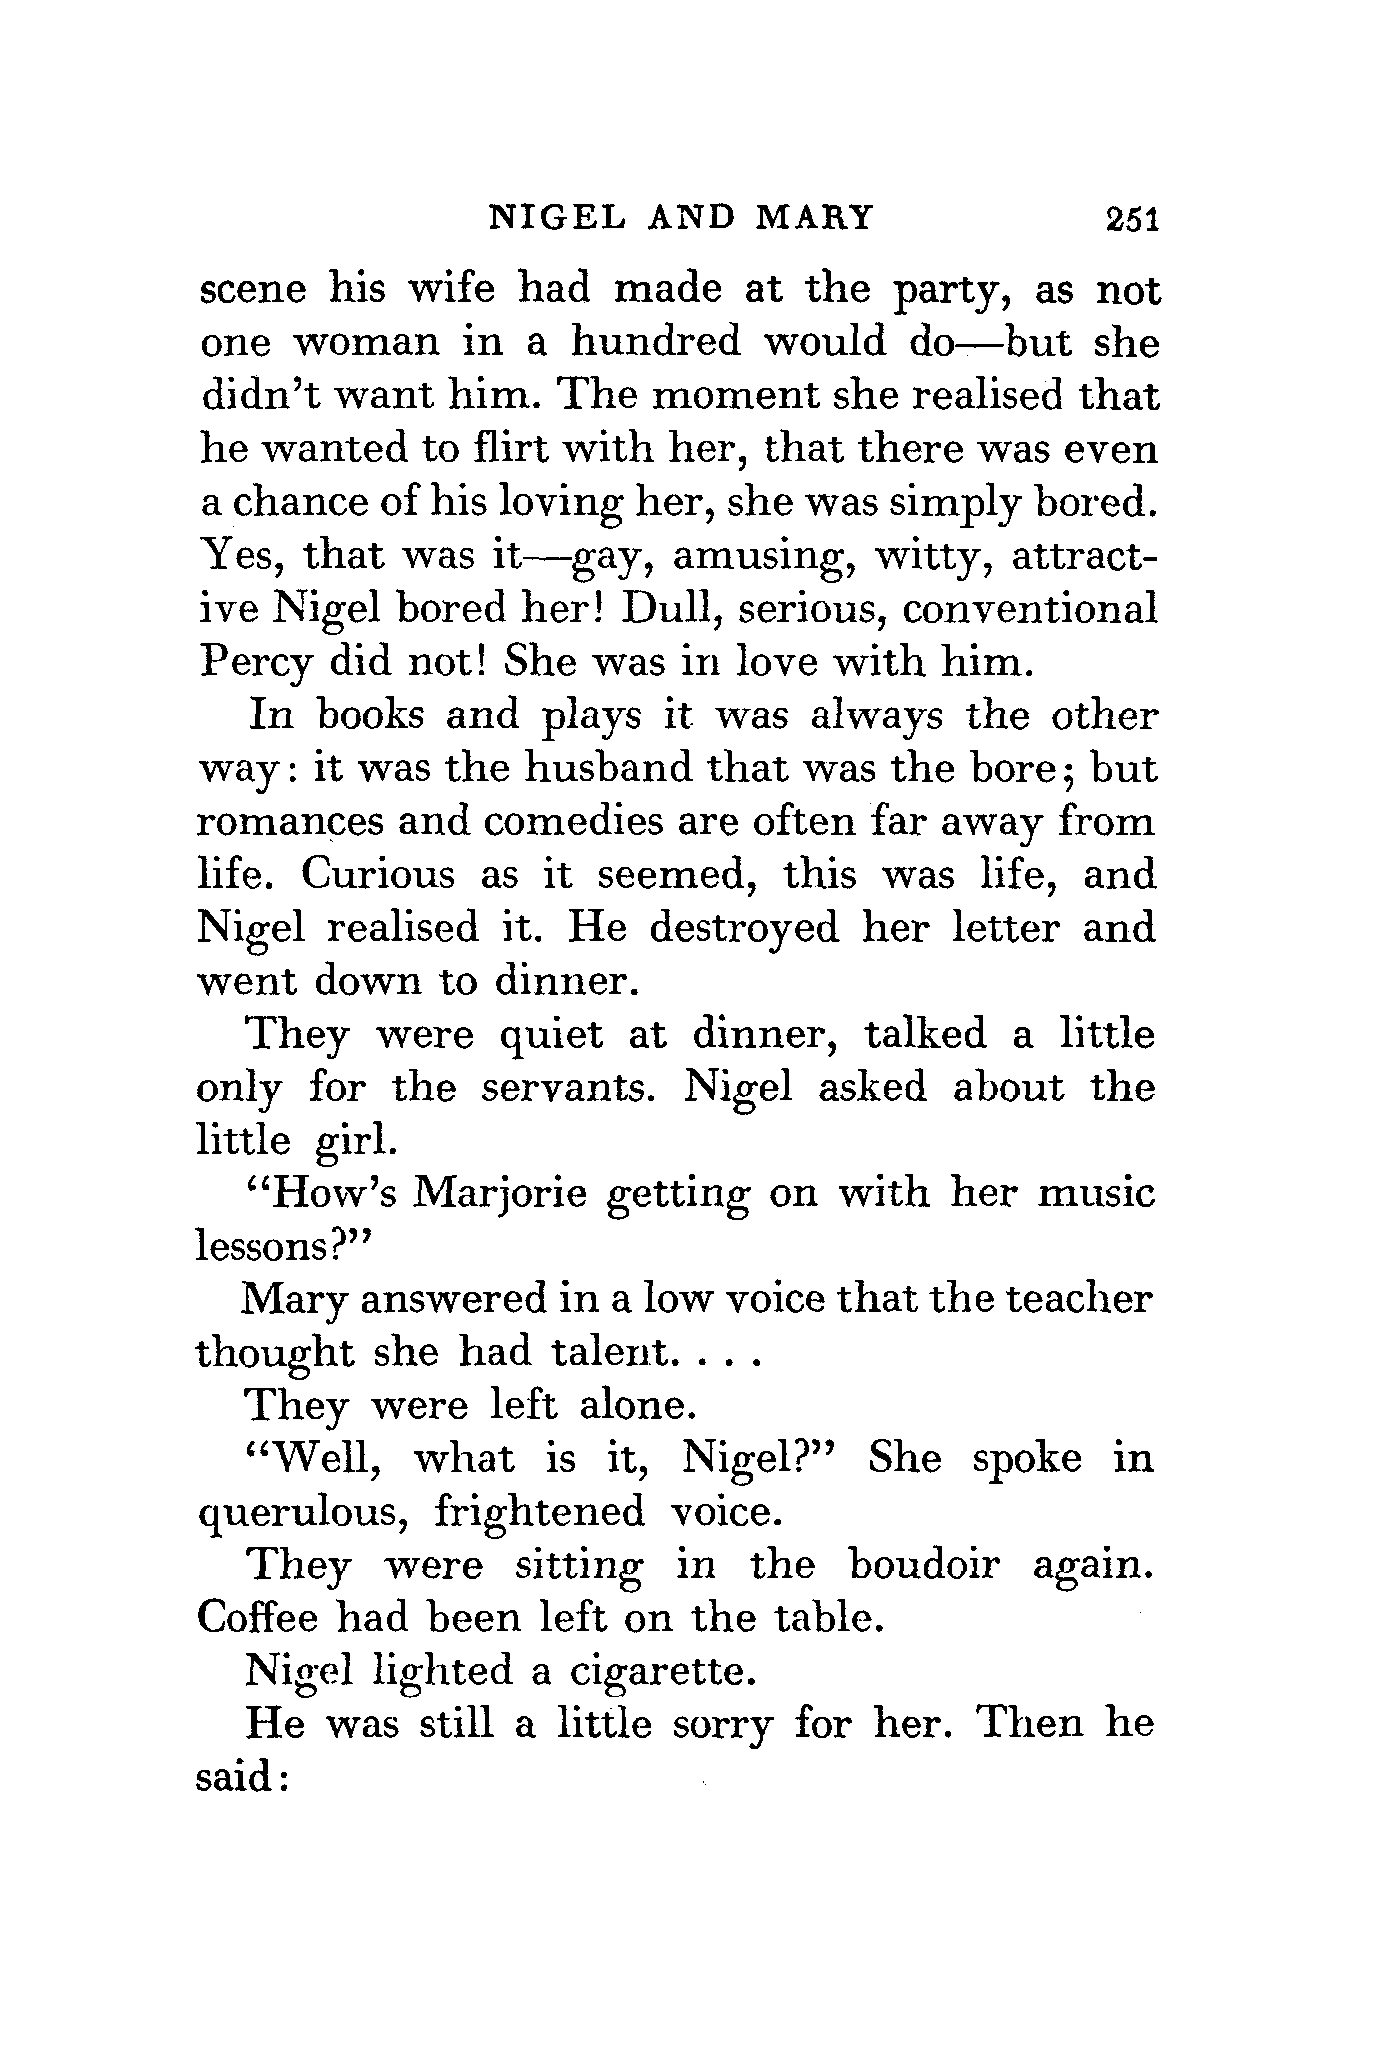 NIGEL AND MARY 251
scene his wife had made at the party, as not
one woman in a hundred would do—but she
didn't want him. The moment she realised that
he wanted to flirt with her, that there was even
a chance of his loving her, she was simply bored.
Yes, that was it—gay, amusing, witty, attract-
ive Nigel bored her! Dull, serious, conventional
Percy did not! She was in love with him.
In books and plays it was always the other
way: it was the husband that was the bore; but
romances and comedies are often far away from
life. Curious as it seemed, this was life, and
Nigel realised it. He destroyed her letter and
went down to dinner.
They were quiet at dinner, talked a little
only for the servants. Nigel asked about the
little girl.
“How's Marjorie getting on with her music
lessons?”
Mary answered in a low voice that the teacher
thought she had talent. . . .
They were left alone.
“Well, what is it, Nigel?” She spoke in
querulous, frightened voice.
They were sitting in the boudoir again.
Coffee had been left on the table.
Nigel lighted a cigarette.
He was still a little sorry for her. Then he
said: